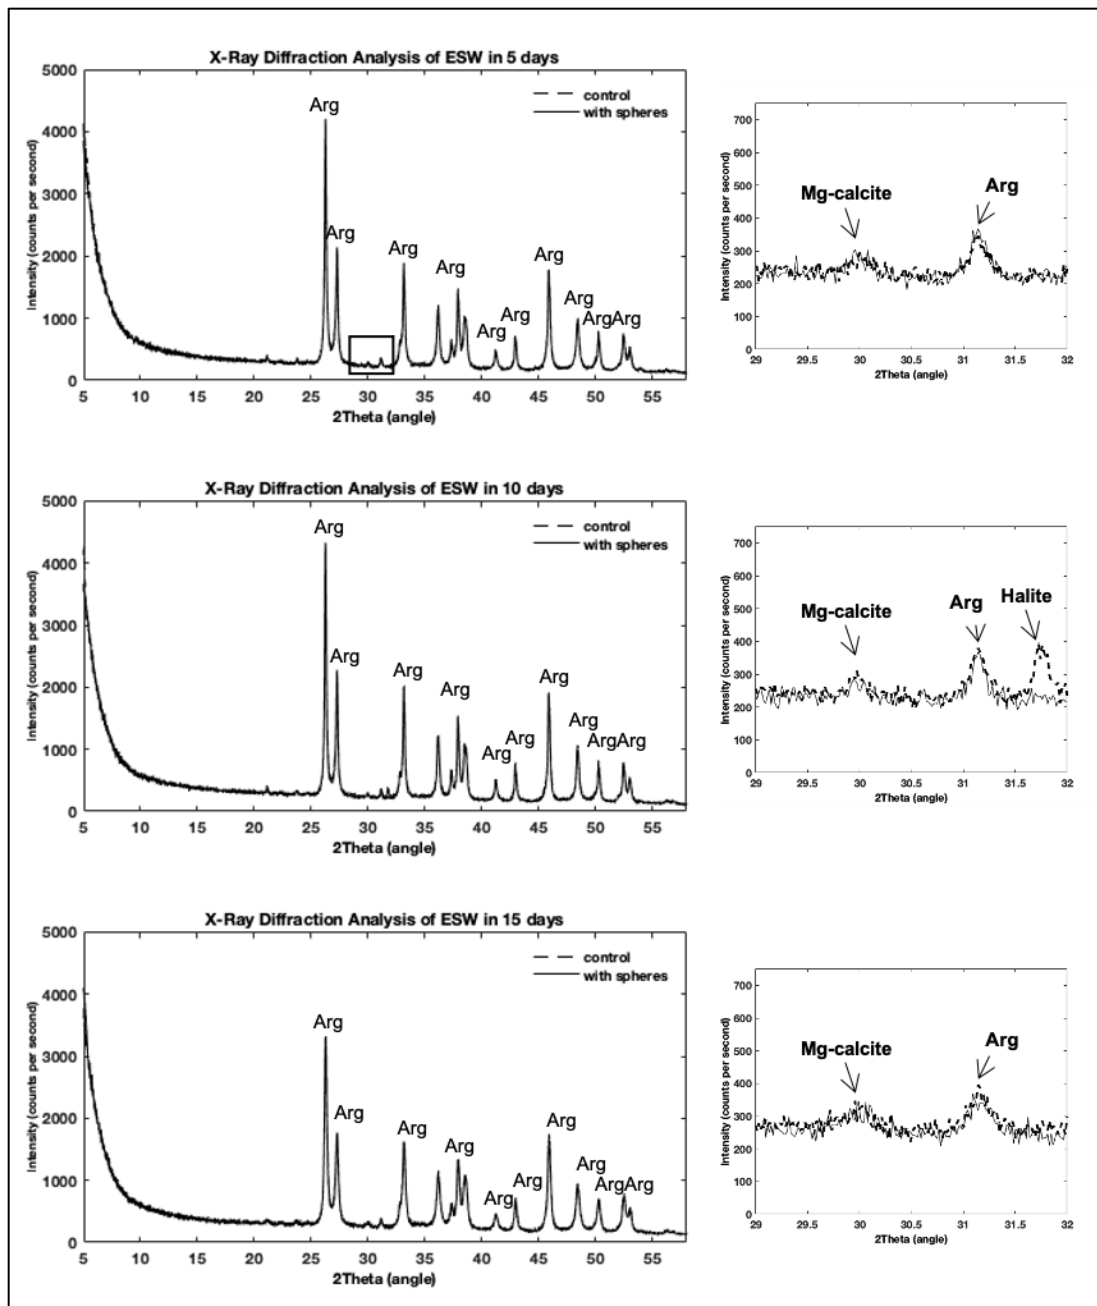 X-Ray Diffraction Analysis of ESW in 5 days
5000
4000
3000
2000
1000
0
Intensity (counts per second)
Arg
Arg
Arg
Arg
Arg
Arg
Arg
Arg
Arg
Arg
control
with spheres
5 10 15 20 25 30 35 40 45 50 55
2Theta (angle)
700
600
500
400
300
200
100
0
Intensity (counts per second)
Mg-calcite
Arg
29 29.5 30 30.5 31 31.5 32
2Theta (angle)
X-Ray Diffraction Analysis of ESW in 10 days
5000
4000
3000
2000
1000
0
Intensity (counts per second)
Arg
Arg
Arg
Arg
Arg
Arg
Arg
Arg
Arg
Arg
control
with spheres
5 10 15 20 25 30 35 40 45 50 55
2Theta (angle)
700
600
500
400
300
200
100
0
Intensity (counts per second)
Mg-calcite
Arg
Halite
29 29.5 30 30.5 31 31.5 32
2Theta (angle)
X-Ray Diffraction Analysis of ESW in 15 days
5000
4000
3000
2000
1000
0
Intensity (counts per second)
Arg
Arg
Arg
Arg
Arg
Arg
Arg
Arg
Arg
Arg
control
with spheres
5 10 15 20 25 30 35 40 45 50 55
2Theta (angle)
700
600
500
400
300
200
100
0
Intensity (counts per second)
Mg-calcite
Arg
29 29.5 30 30.5 31 31.5 32
2Theta (angle)